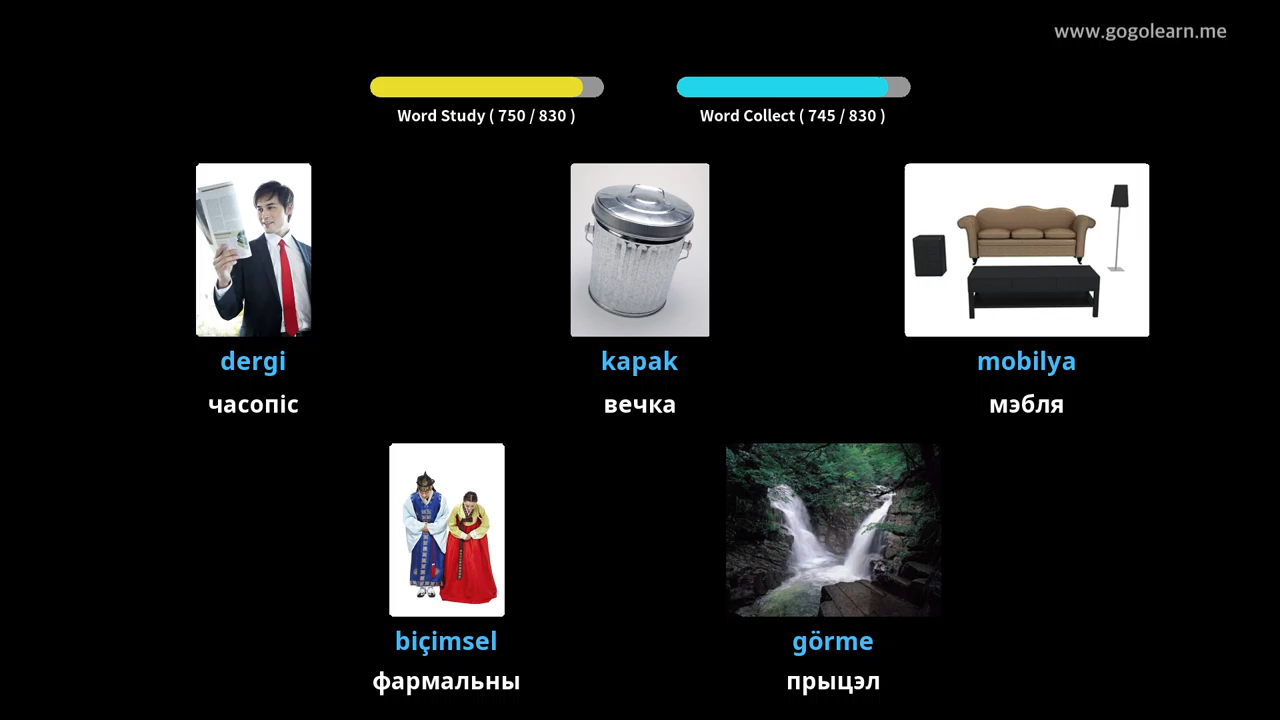 www.gogolearn.me
Word Study ( 750 / 830 )
Word Collect ( 745 / 830 )
dergi
часопіс
kapak
вечка
mobilya
мэбля
biçimsel
фармальны
görme
прыцэл